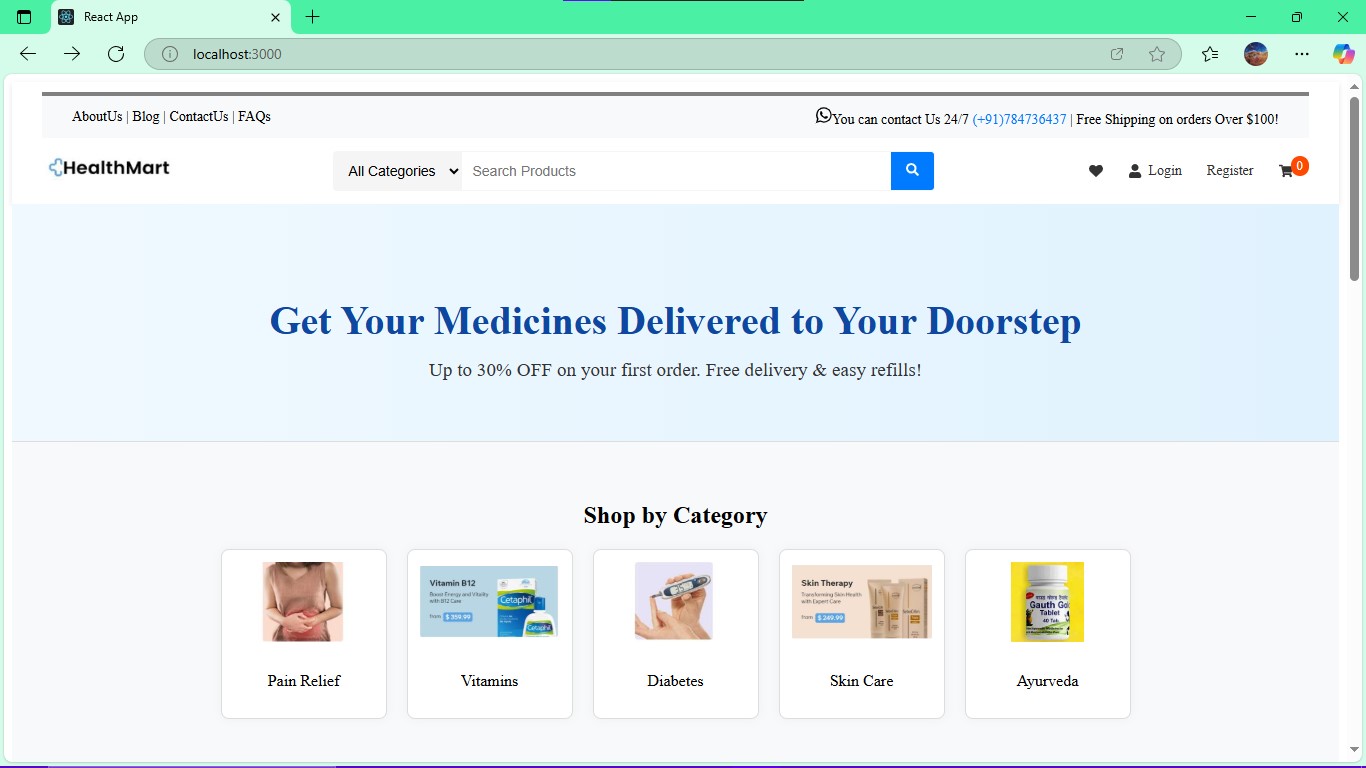 React App
localhost:3000
AboutUs | Blog | ContactUs | FAQs
You can contact Us 24/7 (+91)784736437 | Free Shipping on orders Over $100!
HealthMart
All Categories
Search Products
Login
Register
0
Get Your Medicines Delivered to Your Doorstep
Up to 30% OFF on your first order. Free delivery & easy refills!
Shop by Category
Vitamin B12
Boost Energy and Vitality
with B12 Care
from $359.99
Cetaphil
Cetaphil
Skin Therapy
Transforming Skin Health
with Expert Care
from $249.99
Gauth Go
Tablet
40 Tab
Pain Relief
Vitamins
Diabetes
Skin Care
Ayurveda